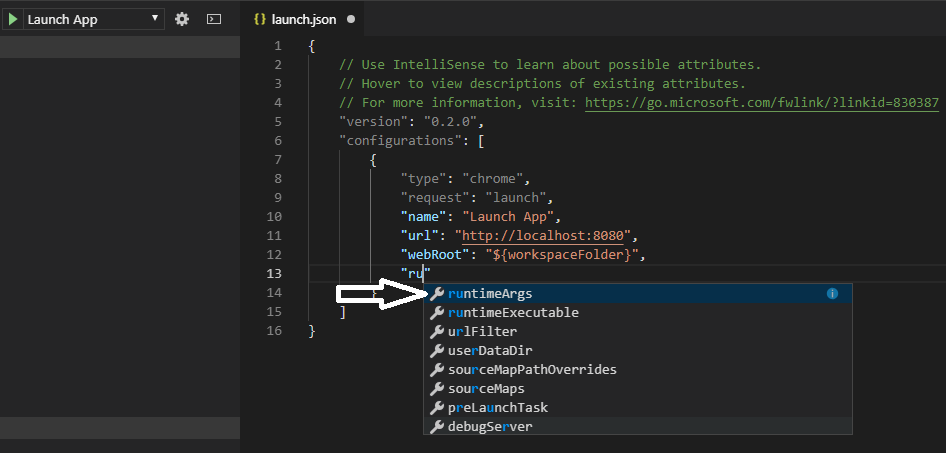 Launch App
{} launch.json
1 {
2 // Use IntelliSense to learn about possible attributes.
3 // Hover to view descriptions of existing attributes.
4 // For more information, visit: https://go.microsoft.com/fwlink/?linkid=830387
5 "version": "0.2.0",
6 "configurations": [
7 {
8 "type": "chrome",
9 "request": "launch",
10 "name": "Launch App",
11 "url": "http://localhost:8080",
12 "webRoot": "${workspaceFolder}",
13 "ru"
14 }
15 ]
16 }
runtimeArgs
runtimeExecutable
urlFilter
userDataDir
sourceMapPathOverrides
sourceMaps
preLaunchTask
debugServer